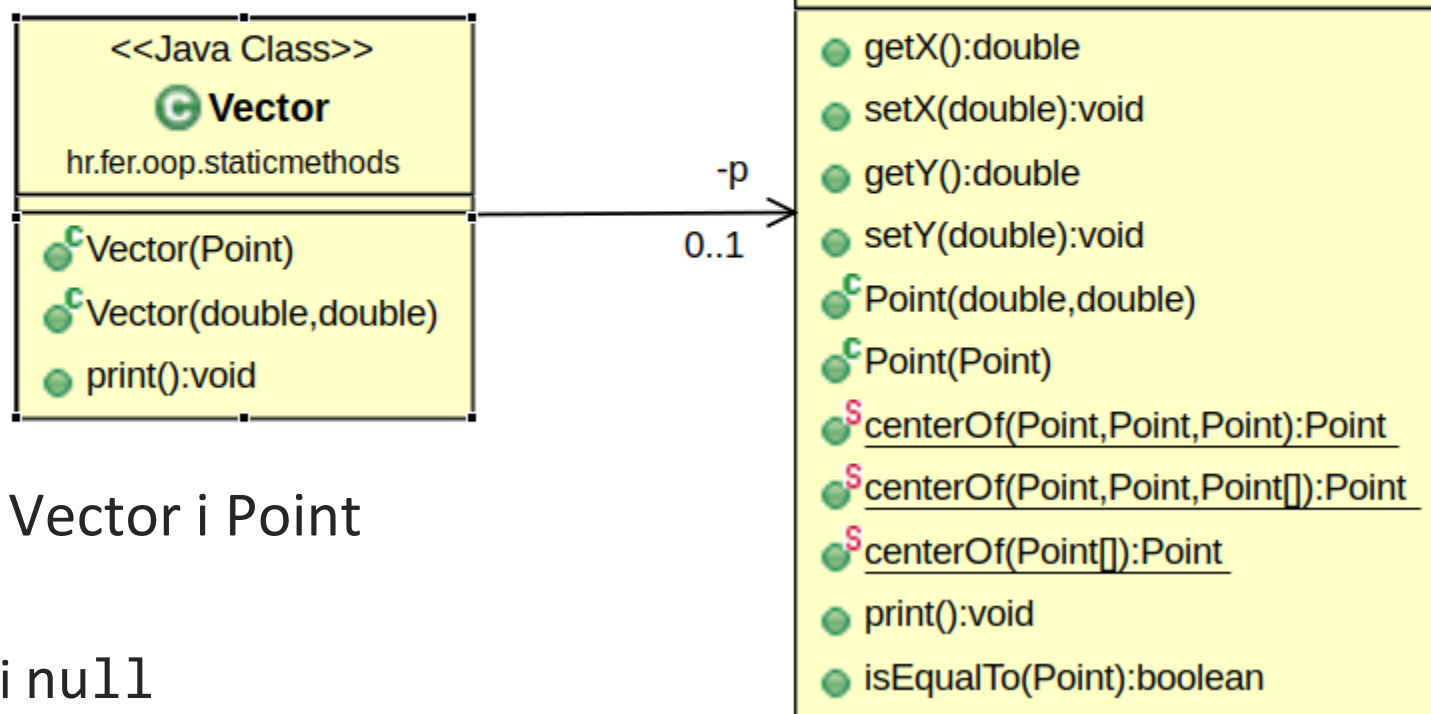 <<Java Class>>
C Vector
hr.fer.oop.staticmethods
C Vector(Point)
C Vector(double,double)
print():void
-p
0..1
getX():double
setX(double):void
getY():double
setY(double):void
C Point(double,double)
C Point(Point)
S centerOf(Point,Point,Point):Point
S centerOf(Point,Point,Point[]):Point
S centerOf(Point[]):Point
print():void
isEqualTo(Point):boolean
Vector i Point
i null